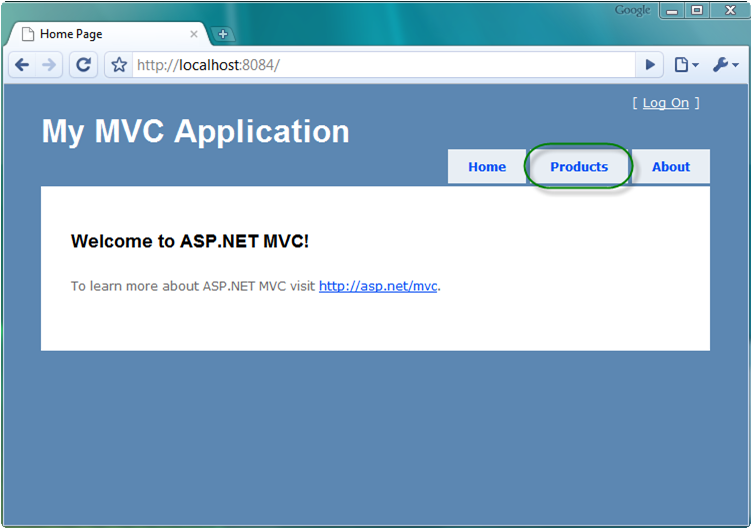 Google
Home Page
http://localhost:8084/
[ Log On ]
My MVC Application
Home Products About
Welcome to ASP.NET MVC!
To learn more about ASP.NET MVC visit http://asp.net/mvc.